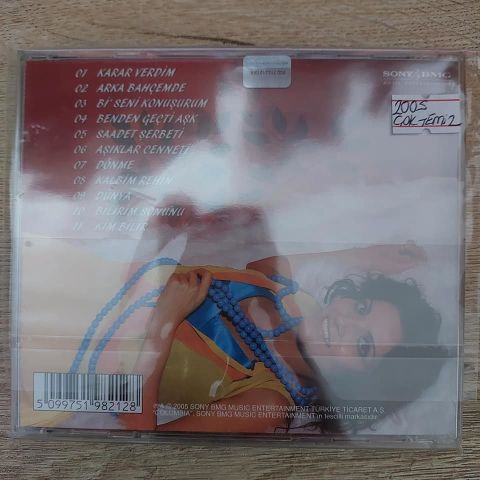 01 KARAR VERDİM
02 ARKA BAHÇEMDE
03 Bİ' SENİ KONUŞURUM
04 BENDEN GEÇTİ AŞK
05 SAADET ŞERBETİ
06 AŞIKLAR CENNETİ
07 DÖNME
08 KALBİM REHİN
09 DÜNYA
10 BİLİRİM SONUNU
11 KİM BİLİR
SONY BMG
2005
ÇOK TEMİZ
5 099751 982128
℗ & © 2005 SONY BMG MUSIC ENTERTAINMENT TÜRKİYE TİCARET A.Ş.
"COLUMBIA", SONY BMG MUSIC ENTERTAINMENT'ın tescilli markasıdır.